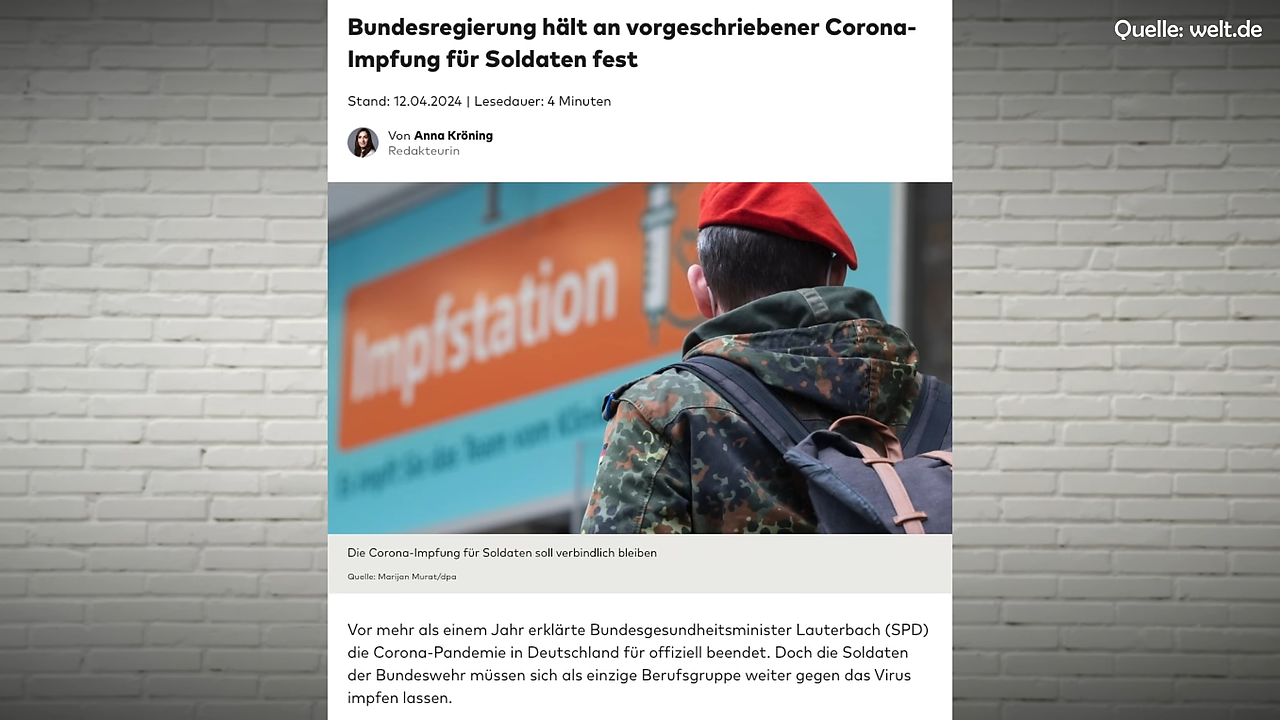 Bundesregierung hält an vorgeschriebener Corona-
Impfung für Soldaten fest
Quelle: welt.de
Stand: 12.04.2024 | Lesedauer: 4 Minuten
Von Anna Kröning
Redakteurin
Impfstation
Die Corona-Impfung für Soldaten soll verbindlich bleiben
Quelle: Marijan Murat/dpa
Vor mehr als einem Jahr erklärte Bundesgesundheitsminister Lauterbach (SPD)
die Corona-Pandemie in Deutschland für offiziell beendet. Doch die Soldaten
der Bundeswehr müssen sich als einzige Berufsgruppe weiter gegen das Virus
impfen lassen.